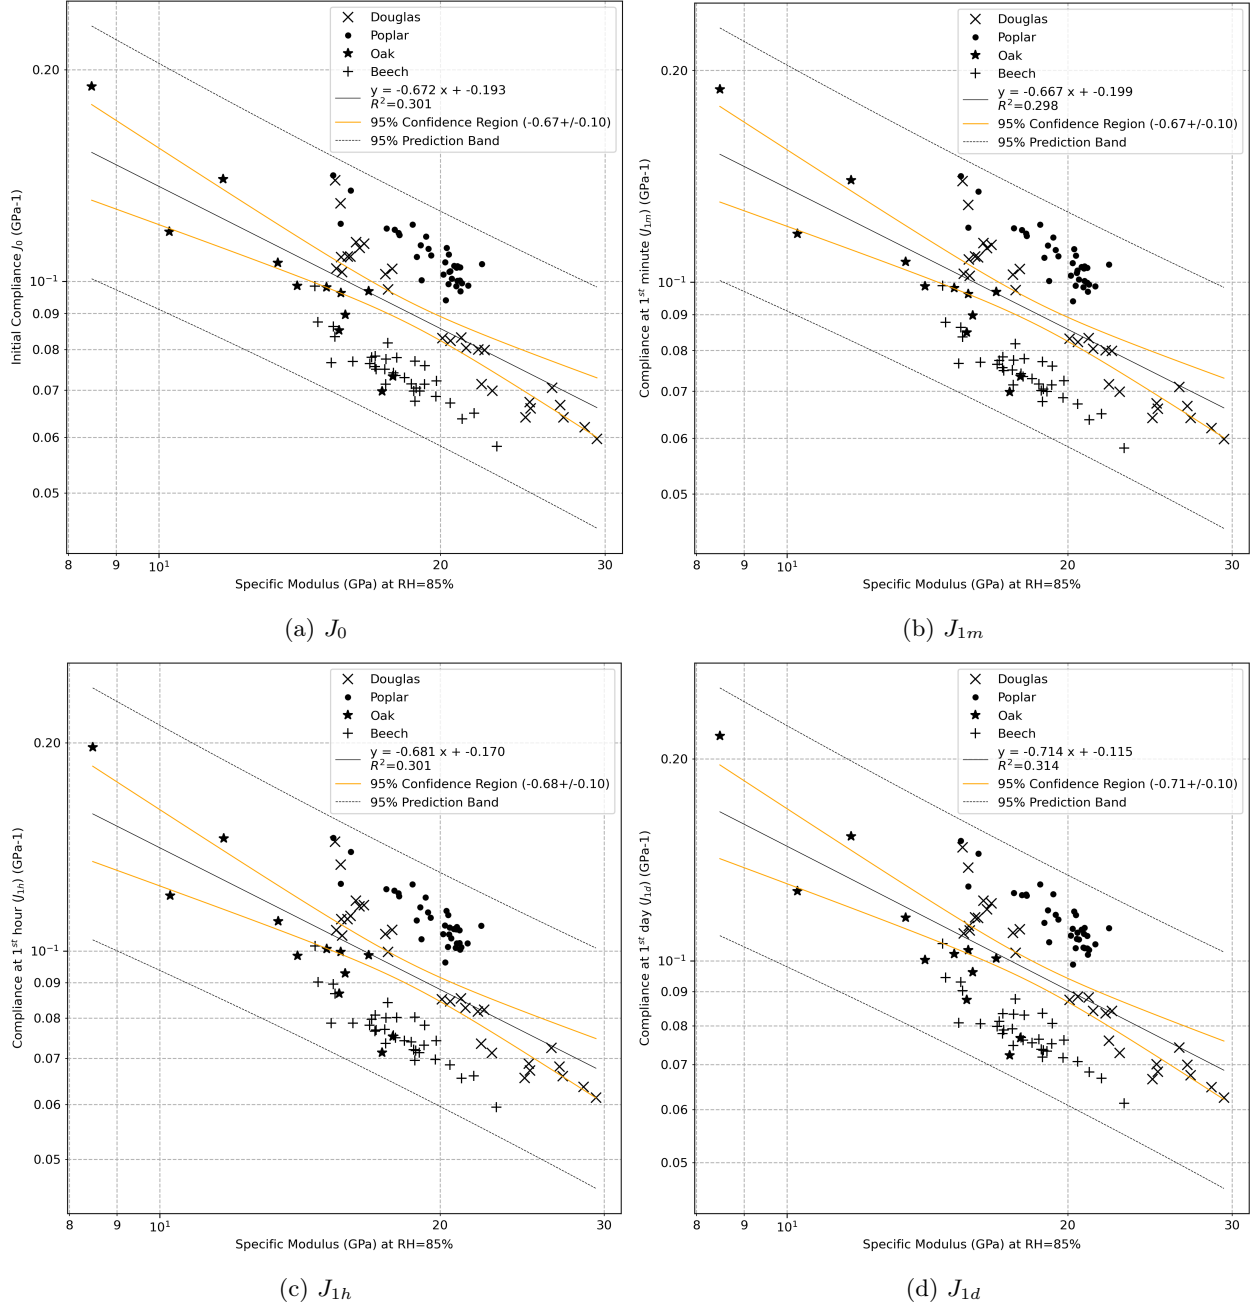 Douglas
Poplar
Oak
Beech
y = -0.672 x + -0.193
R²=0.301
95% Confidence Region (-0.67+/-0.10)
95% Prediction Band
0.20
10⁻¹
0.09
0.08
0.07
0.06
0.05
Initial Compliance J₀ (GPa-1)
8 9 10¹ 20 30
Specific Modulus (GPa) at RH=85%
(a) J₀
Douglas
Poplar
Oak
Beech
y = -0.667 x + -0.199
R²=0.298
95% Confidence Region (-0.67+/-0.10)
95% Prediction Band
0.20
10⁻¹
0.09
0.08
0.07
0.06
0.05
Compliance at 1ˢᵗ minute (J₁ₘ) (GPa-1)
8 9 10¹ 20 30
Specific Modulus (GPa) at RH=85%
(b) J₁ₘ
Douglas
Poplar
Oak
Beech
y = -0.681 x + -0.170
R²=0.301
95% Confidence Region (-0.68+/-0.10)
95% Prediction Band
0.20
10⁻¹
0.09
0.08
0.07
0.06
0.05
Compliance at 1ˢᵗ hour (J₁ₕ) (GPa-1)
8 9 10¹ 20 30
Specific Modulus (GPa) at RH=85%
(c) J₁ₕ
Douglas
Poplar
Oak
Beech
y = -0.714 x + -0.115
R²=0.314
95% Confidence Region (-0.71+/-0.10)
95% Prediction Band
0.20
10⁻¹
0.09
0.08
0.07
0.06
0.05
Compliance at 1ˢᵗ day (J_{1d}) (GPa-1)
8 9 10¹ 20 30
Specific Modulus (GPa) at RH=85%
(d) J_{1d}